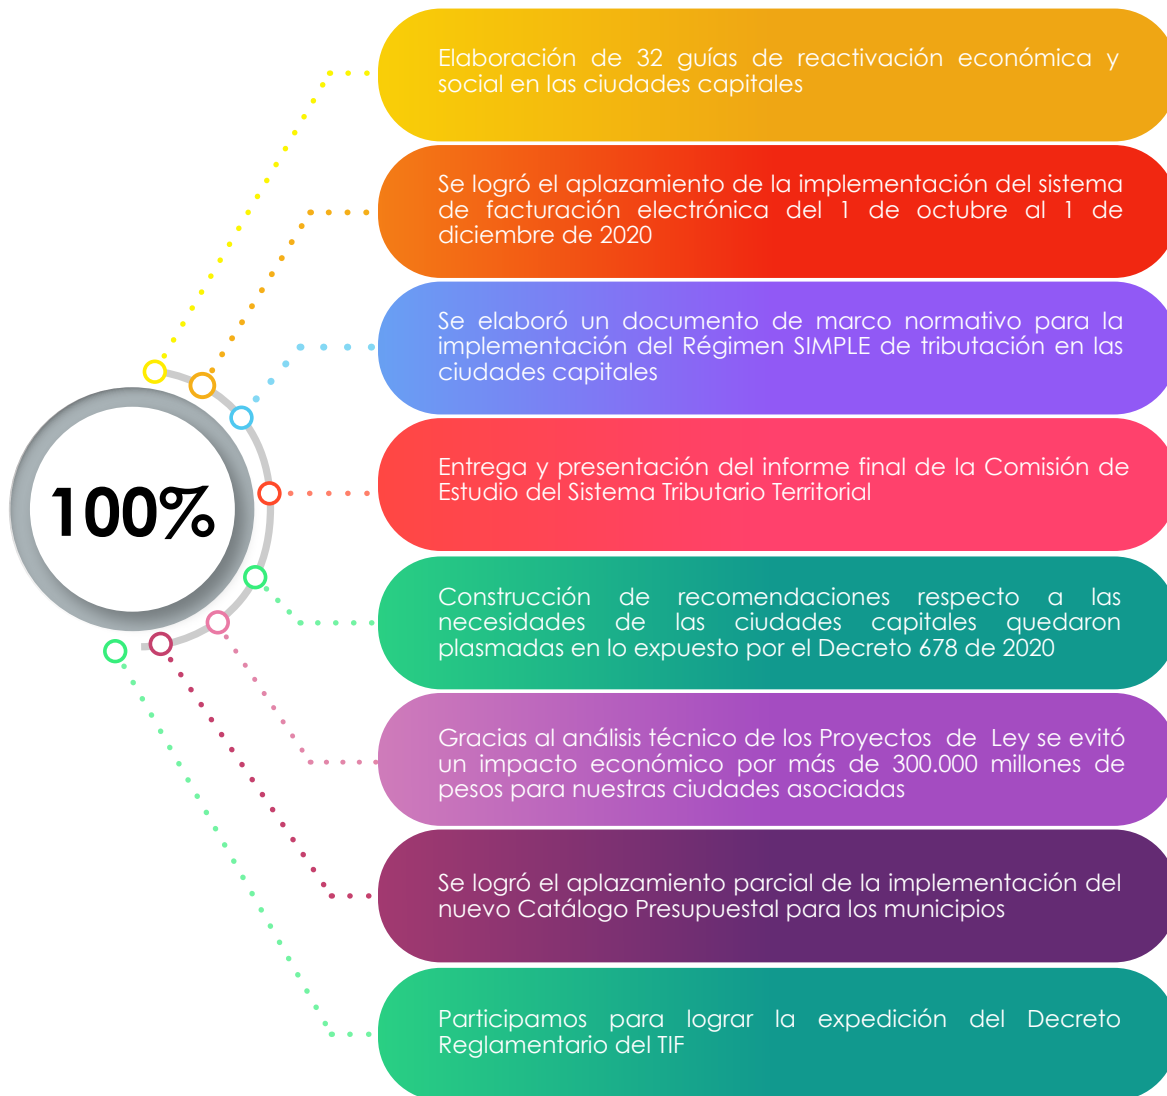 Elaboración de 32 guías de reactivación económica y
social en las ciudades capitales
Se logró el aplazamiento de la implementación del sistema
de facturación electrónica del 1 de octubre al 1 de
diciembre de 2020
Se elaboró un documento de marco normativo para la
implementación del Régimen SIMPLE de tributación en las
ciudades capitales
Entrega y presentación del informe final de la Comisión de
Estudio del Sistema Tributario Territorial
100%
Construcción de recomendaciones respecto a las
necesidades de las ciudades capitales quedaron
plasmadas en lo expuesto por el Decreto 678 de 2020
Gracias al análisis técnico de los Proyectos de Ley se evitó
un impacto económico por más de 300.000 millones de
pesos para nuestras ciudades asociadas
Se logró el aplazamiento parcial de la implementación del
nuevo Catálogo Presupuestal para los municipios
Participamos para lograr la expedición del Decreto
Reglamentario del TIF